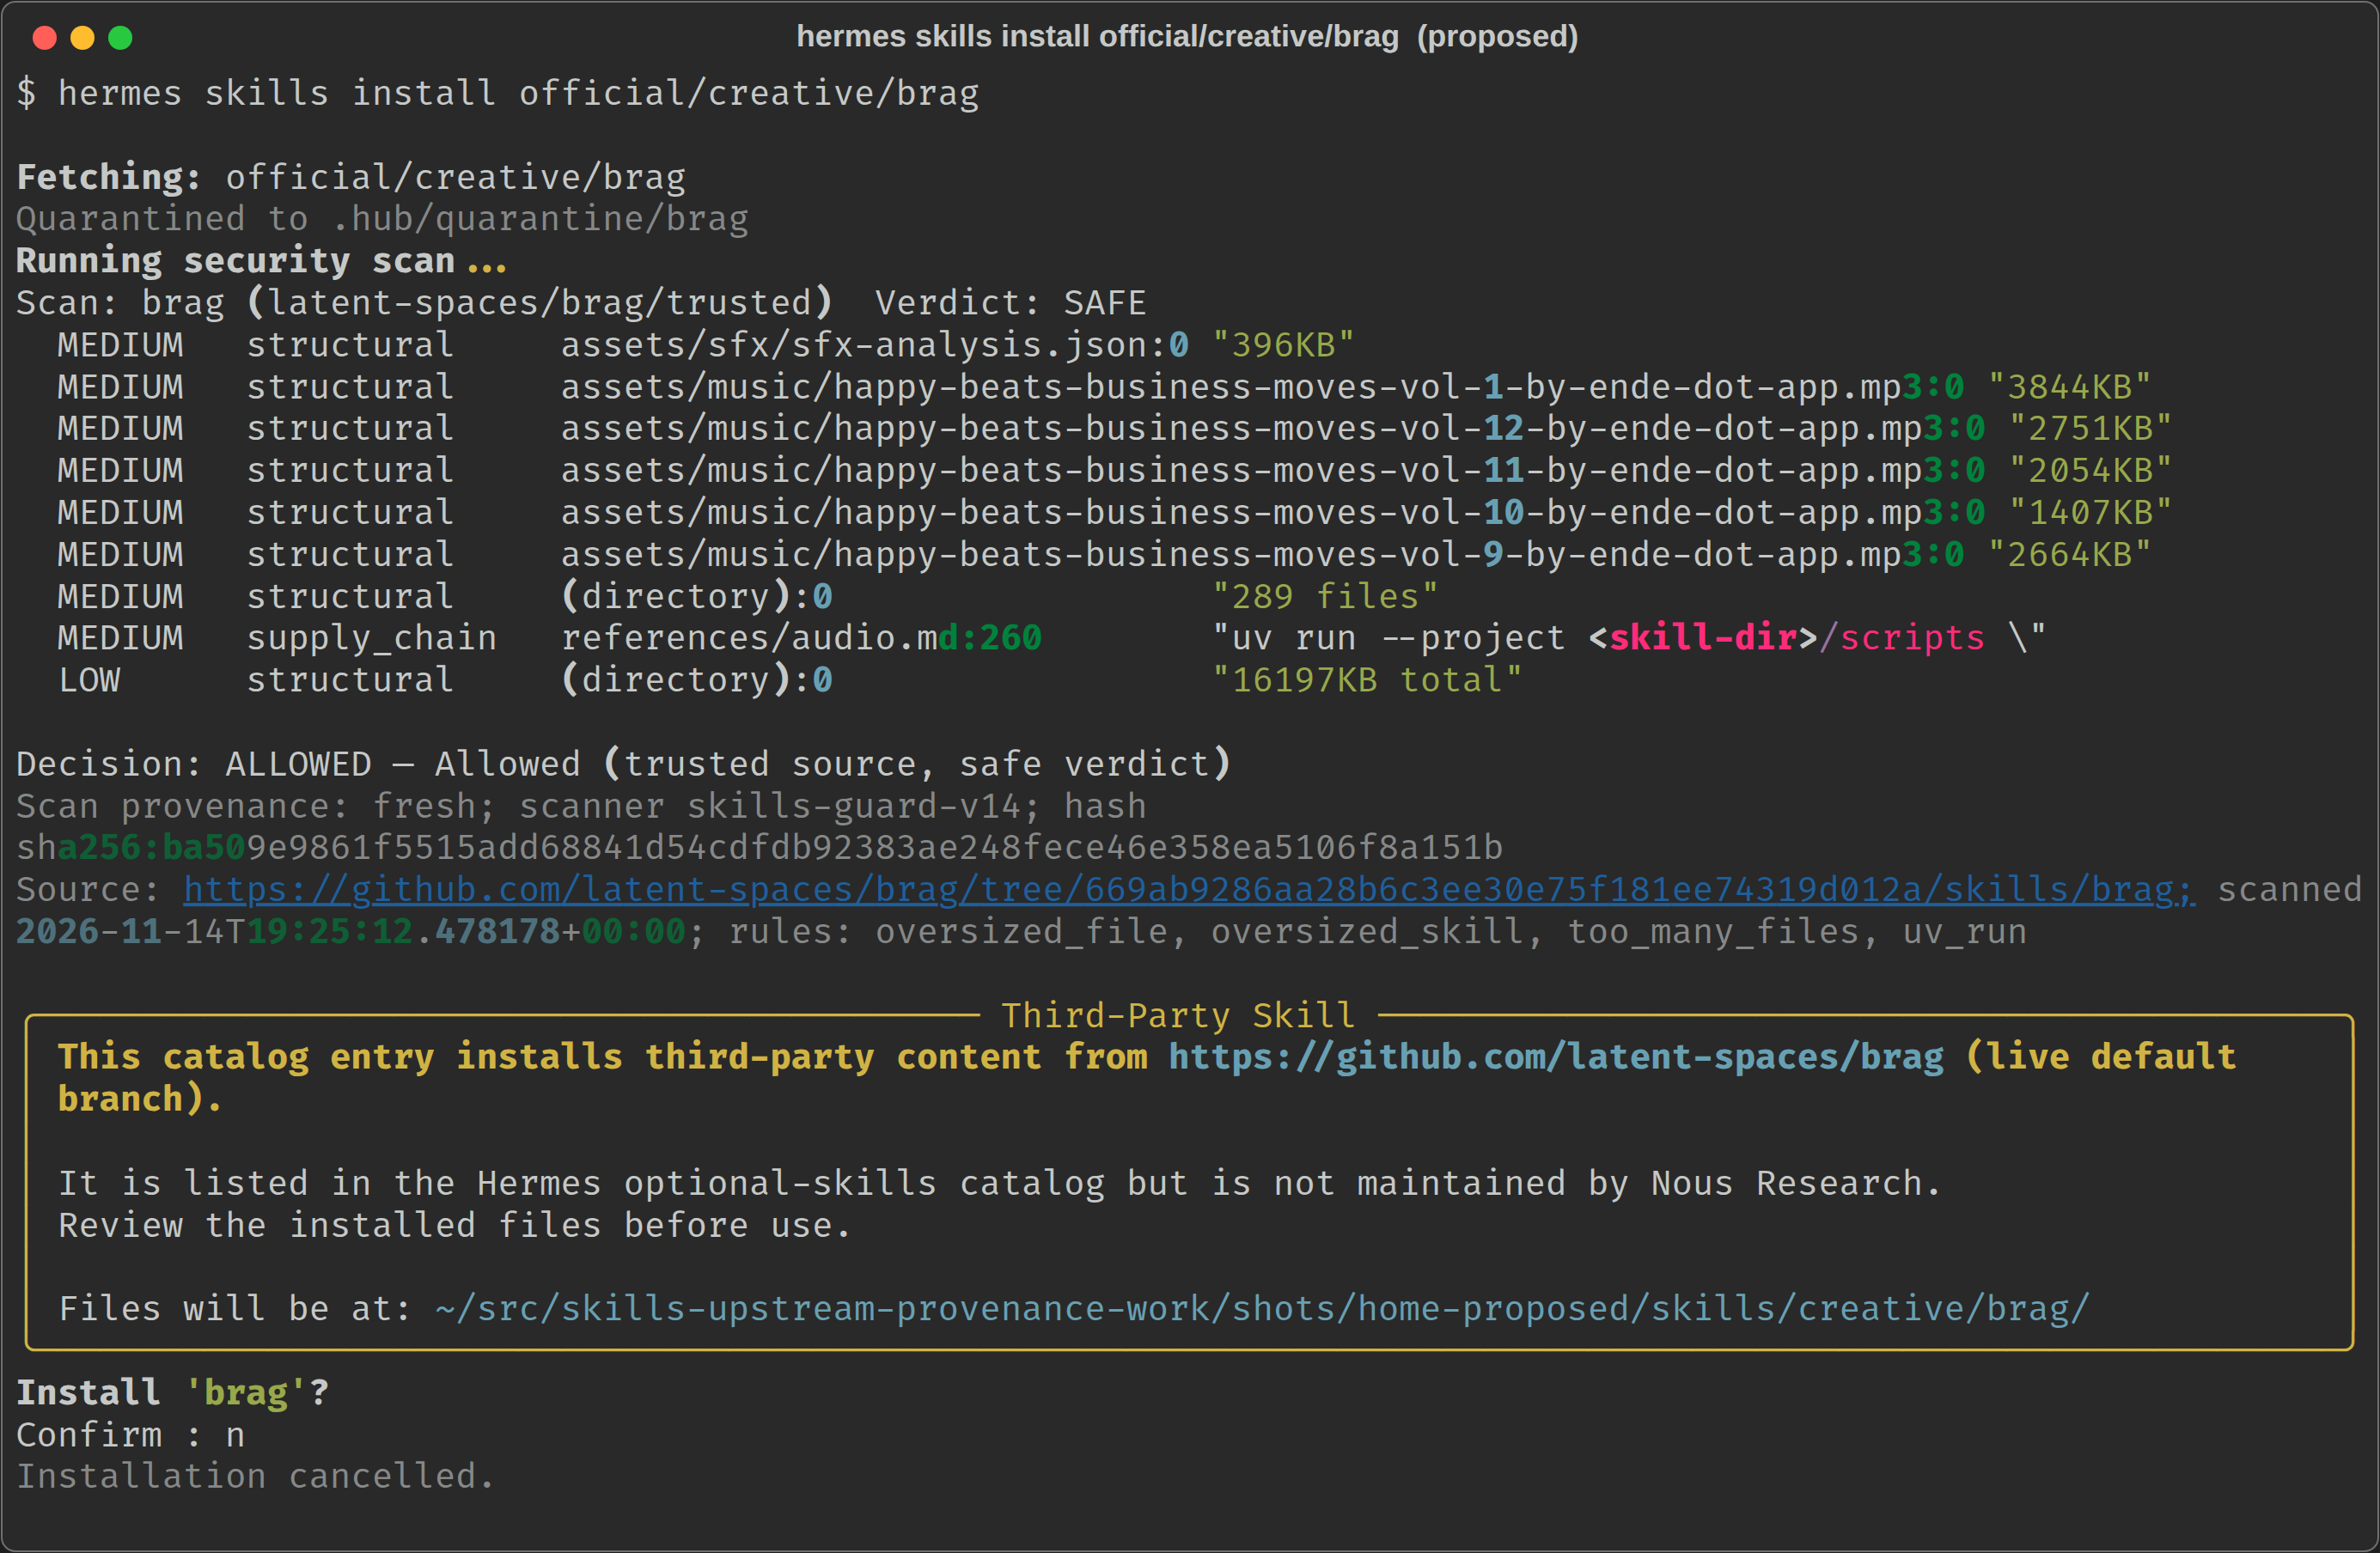 hermes skills install official/creative/brag (proposed)
$ hermes skills install official/creative/brag
Fetching: official/creative/brag
Quarantined to .hub/quarantine/brag
Running security scan...
Scan: brag (latent-spaces/brag/trusted)  Verdict: SAFE
  MEDIUM   structural     assets/sfx/sfx-analysis.json:0 "396KB"
  MEDIUM   structural     assets/music/happy-beats-business-moves-vol-1-by-ende-dot-app.mp3:0 "3844KB"
  MEDIUM   structural     assets/music/happy-beats-business-moves-vol-12-by-ende-dot-app.mp3:0 "2751KB"
  MEDIUM   structural     assets/music/happy-beats-business-moves-vol-11-by-ende-dot-app.mp3:0 "2054KB"
  MEDIUM   structural     assets/music/happy-beats-business-moves-vol-10-by-ende-dot-app.mp3:0 "1407KB"
  MEDIUM   structural     assets/music/happy-beats-business-moves-vol-9-by-ende-dot-app.mp3:0 "2664KB"
  MEDIUM   structural     (directory):0                  "289 files"
  MEDIUM   supply_chain   references/audio.md:260        "uv run --project <skill-dir>/scripts \"
  LOW      structural     (directory):0                  "16197KB total"
Decision: ALLOWED — Allowed (trusted source, safe verdict)
Scan provenance: fresh; scanner skills-guard-v14; hash
sha256:ba509e9861f5515add68841d54cdfdb92383ae248fece46e358ea5106f8a151b
Source: https://github.com/latent-spaces/brag/tree/669ab9286aa28b6c3ee30e75f181ee74319d012a/skills/brag; scanned
2026-11-14T19:25:12.478178+00:00; rules: oversized_file, oversized_skill, too_many_files, uv_run
Third-Party Skill
This catalog entry installs third-party content from https://github.com/latent-spaces/brag (live default
branch).
It is listed in the Hermes optional-skills catalog but is not maintained by Nous Research.
Review the installed files before use.
Files will be at: ~/src/skills-upstream-provenance-work/shots/home-proposed/skills/creative/brag/
Install 'brag'?
Confirm : n
Installation cancelled.